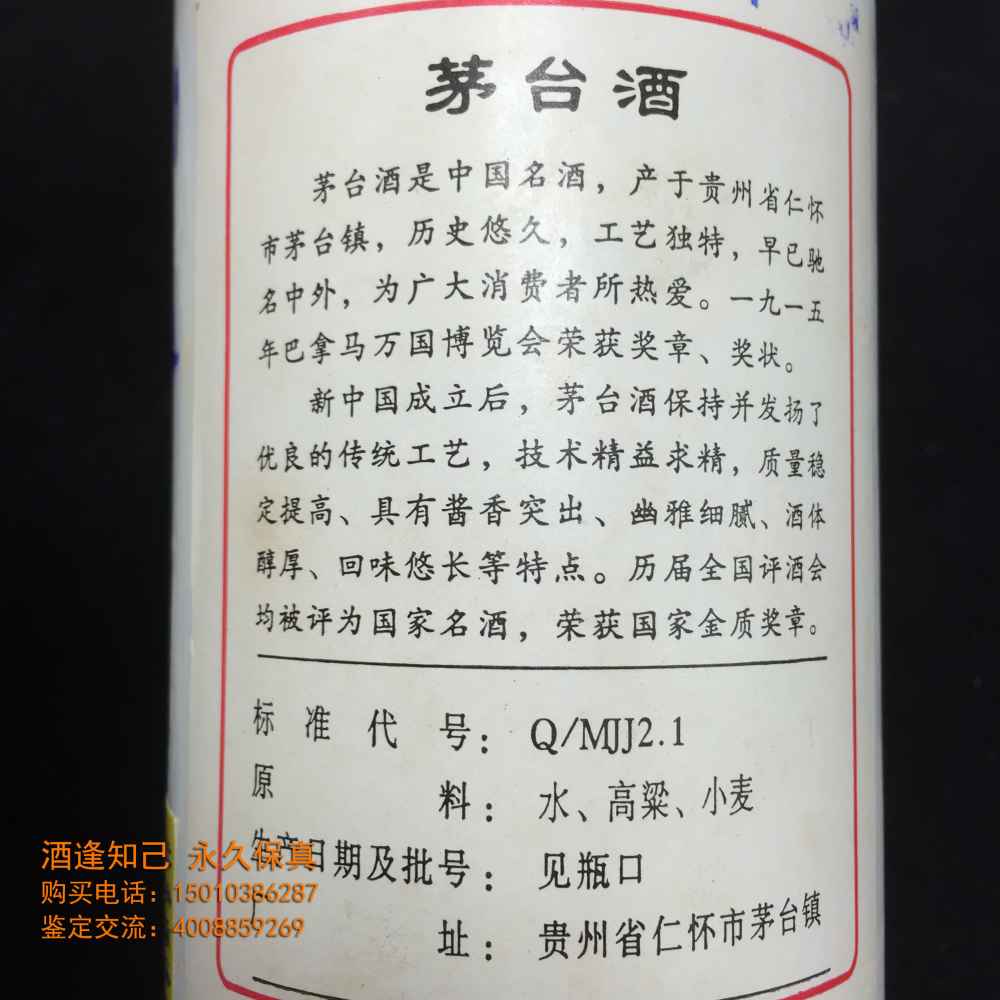 茅台酒
茅台酒是中国名酒，产于贵州省仁怀
市茅台镇，历史悠久，工艺独特，早已驰
名中外，为广大消费者所热爱。一九一五
年巴拿马万国博览会荣获奖章、奖状。
新中国成立后，茅台酒保持并发扬了
优良的传统工艺，技术精益求精，质量稳
定提高、具有酱香突出、幽雅细腻、酒体
醇厚、回味悠长等特点。历届全国评酒会
均被评为国家名酒，荣获国家金质奖章。
标准代号：Q/MJJ2.1
原料：水、高粱、小麦
生产日期及批号：见瓶口
址：贵州省仁怀市茅台镇
酒逢知己 永久保真
购买电话：15010386287
鉴定交流：4008859269